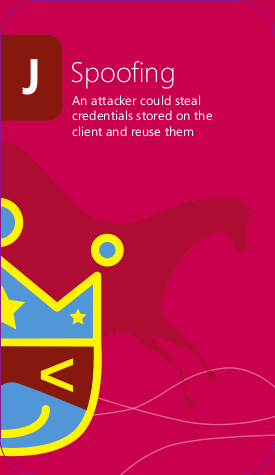 J
Spoofing
An attacker could steal
credentials stored on the
client and reuse them